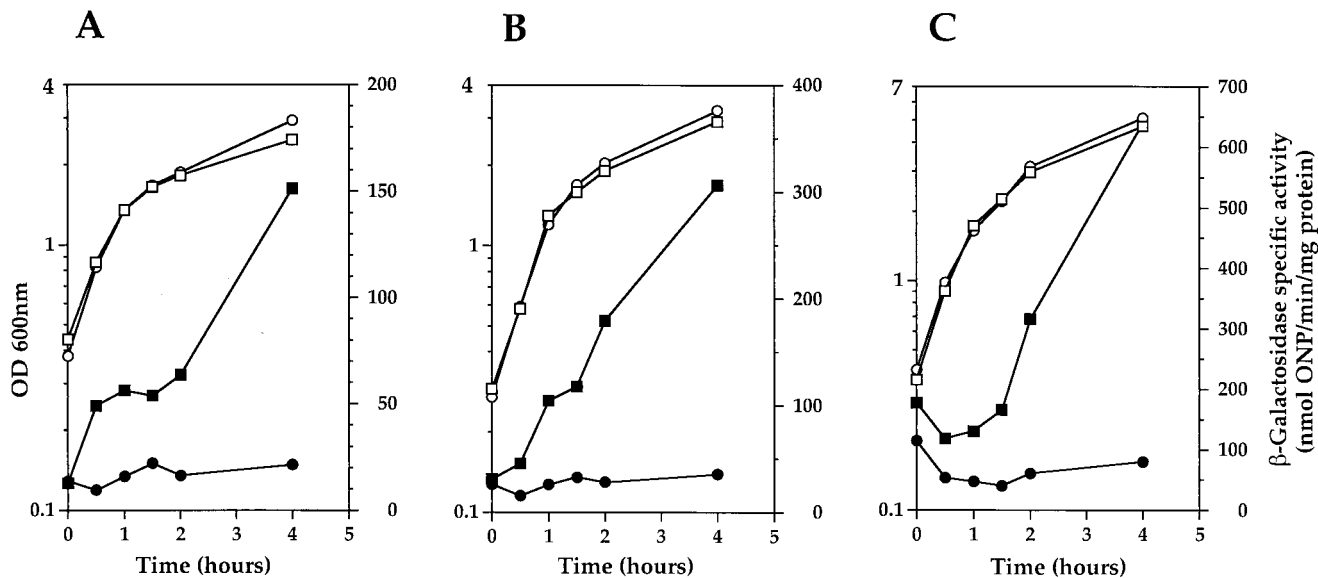 A
B
C
4
1
0.1
200
150
100
50
0
0 1 2 3 4 5
Time (hours)
OD 600nm
4
1
0.1
400
300
200
100
0
0 1 2 3 4 5
Time (hours)
7
1
0.1
700
600
500
400
300
200
100
0
0 1 2 3 4 5
Time (hours)
β-Galactosidase specific activity
(nmol ONP/min/mg protein)